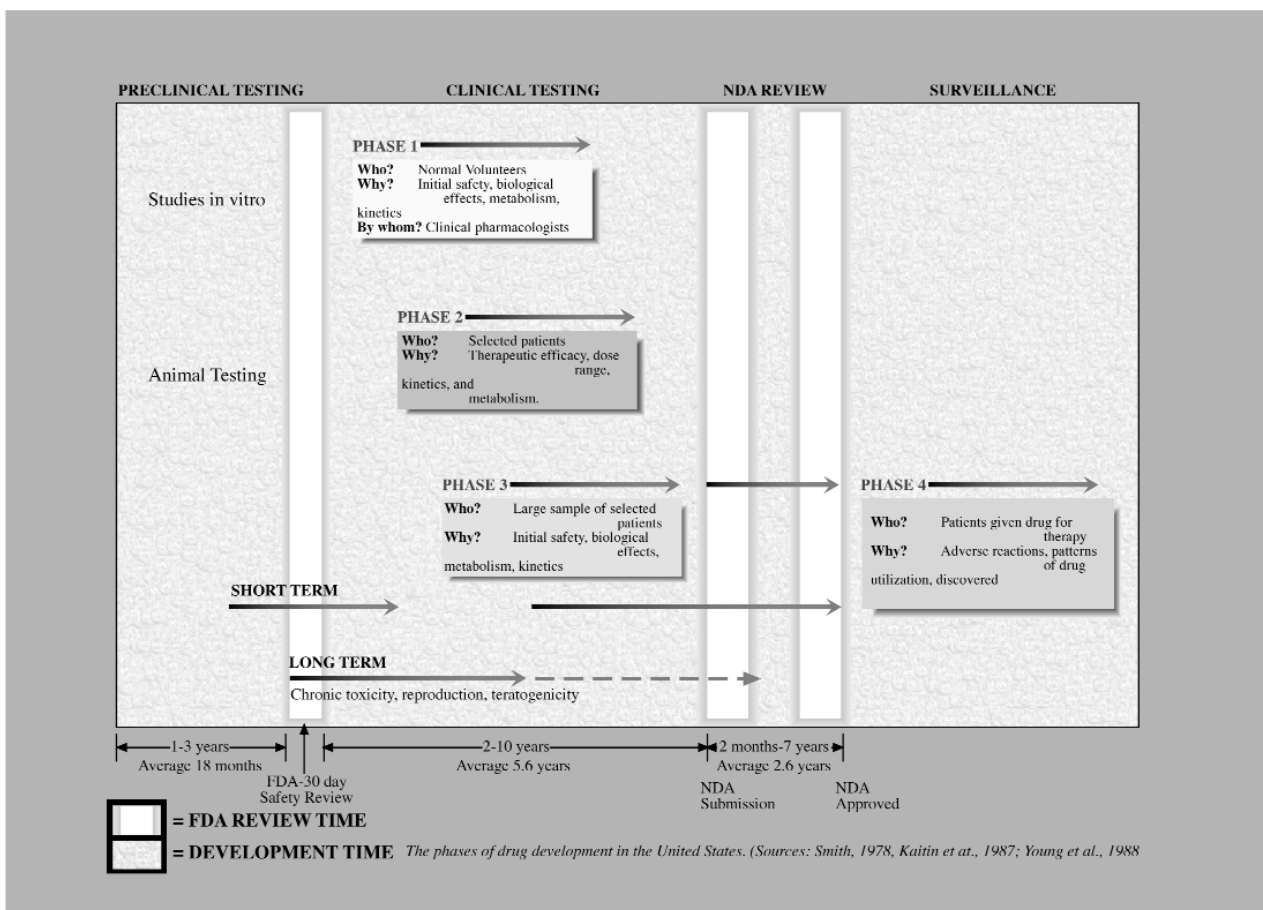 PRECLINICAL TESTING
CLINICAL TESTING
NDA REVIEW
SURVEILLANCE
Studies in vitro
Animal Testing
PHASE 1
Who? Normal Volunteers
Why? Initial safety, biological
effects, metabolism,
kinetics
By whom? Clinical pharmacologists
PHASE 2
Who? Selected patients
Why? Therapeutic efficacy, dose
range,
kinetics, and
metabolism.
PHASE 3
Who? Large sample of selected
patients
Why? Initial safety, biological
effects,
metabolism, kinetics
PHASE 4
Who? Patients given drug for
therapy
Why? Adverse reactions, patterns
of drug
utilization, discovered
SHORT TERM
LONG TERM
Chronic toxicity, reproduction, teratogenicity
1-3 years
Average 18 months
FDA-30 day
Safety Review
2-10 years
Average 5.6 years
2 months-7 years
Average 2.6 years
NDA
Submission
NDA
Approved
= FDA REVIEW TIME
= DEVELOPMENT TIME
The phases of drug development in the United States. (Sources: Smith, 1978, Kaitin et at., 1987; Young et al., 1988